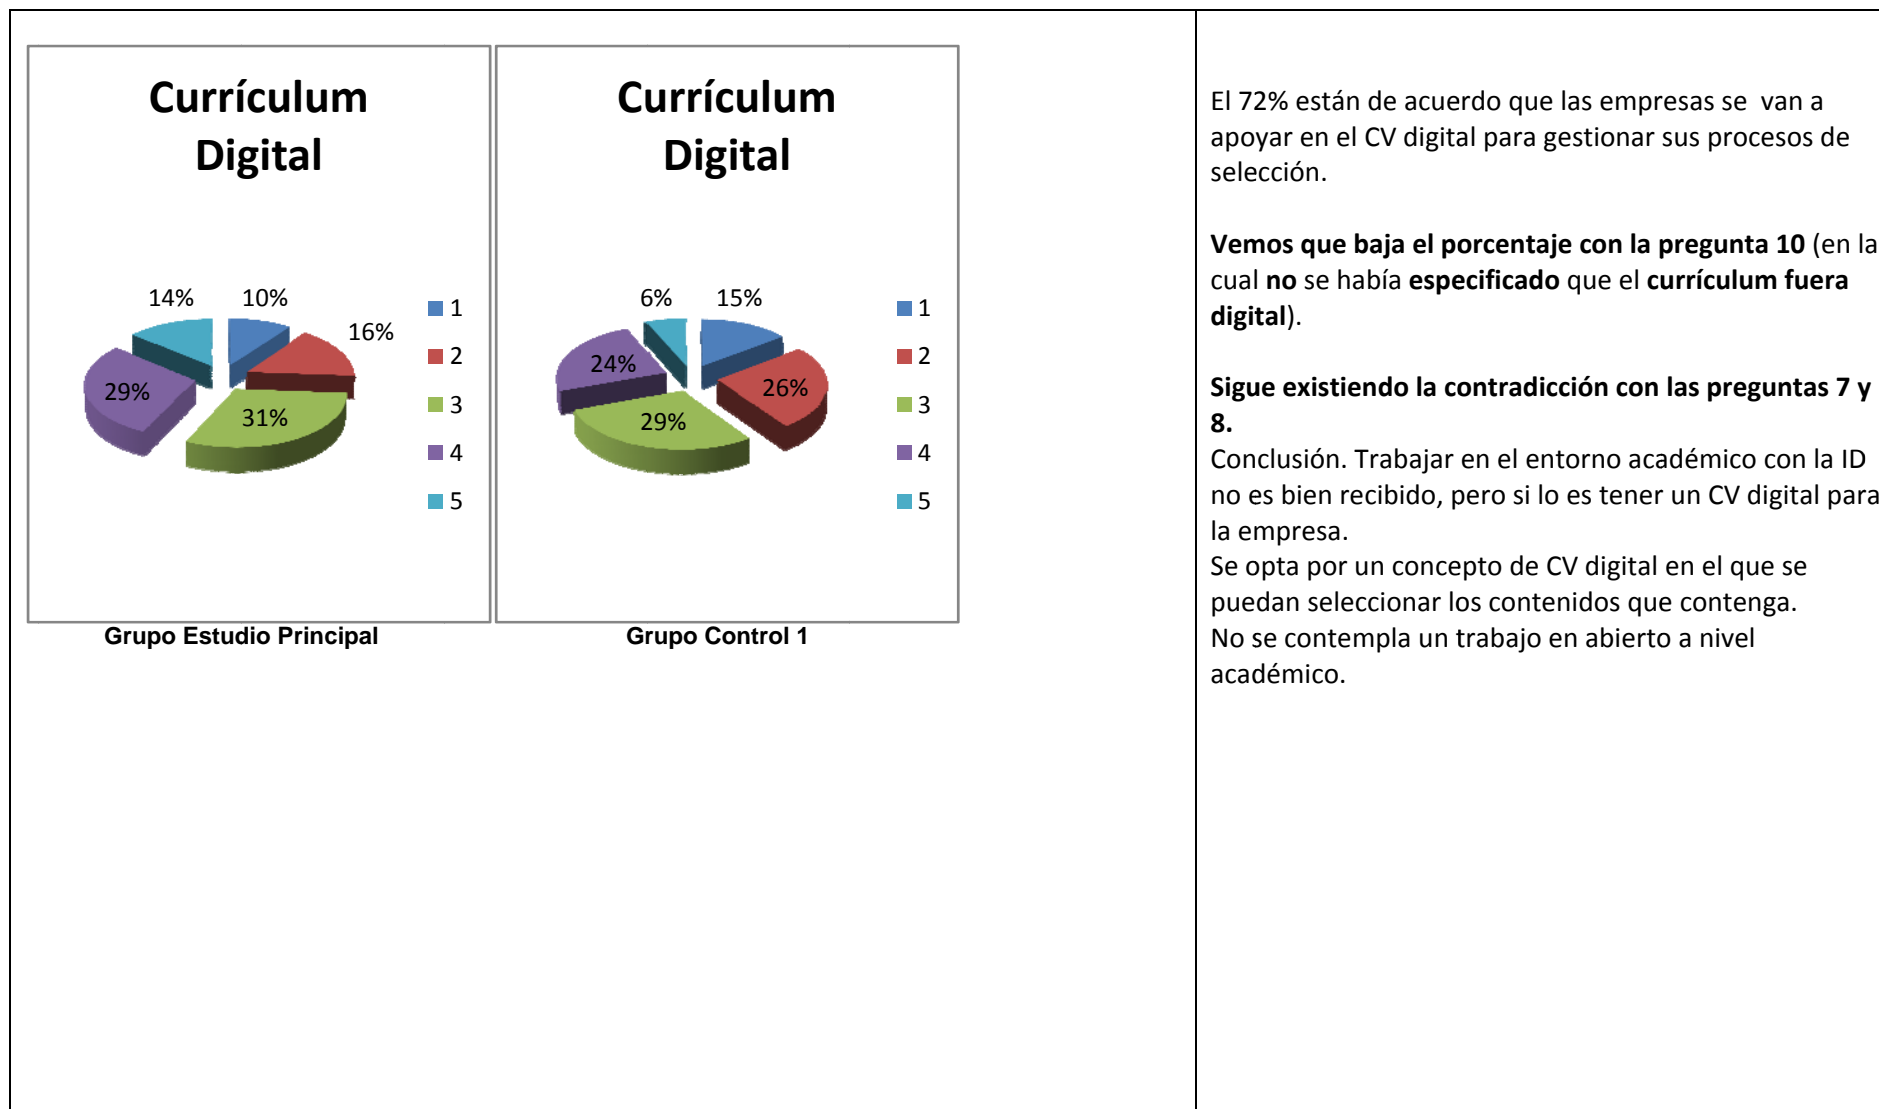 Currículum
Digital
14%
10%
16%
29%
31%
1
2
3
4
5
Grupo Estudio Principal
Currículum
Digital
6%
15%
24%
26%
29%
1
2
3
4
5
Grupo Control 1
El 72% están de acuerdo que las empresas se van a
apoyar en el CV digital para gestionar sus procesos de
selección.
Vemos que baja el porcentaje con la pregunta 10 (en la
cual no se había especificado que el currículum fuera
digital).
Sigue existiendo la contradicción con las preguntas 7 y
8.
Conclusión. Trabajar en el entorno académico con la ID
no es bien recibido, pero si lo es tener un CV digital para
la empresa.
Se opta por un concepto de CV digital en el que se
puedan seleccionar los contenidos que contenga.
No se contempla un trabajo en abierto a nivel
académico.